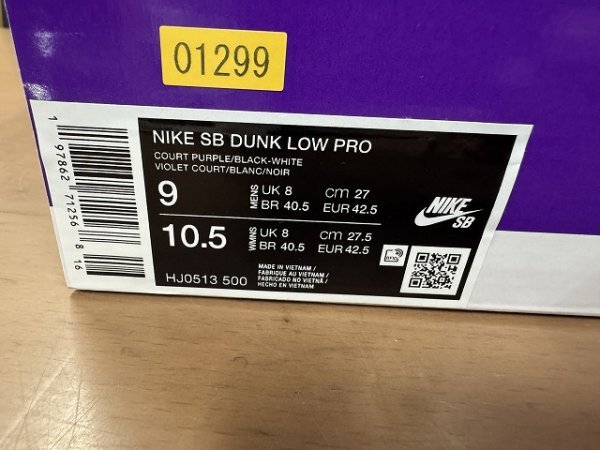 01299
NIKE SB DUNK LOW PRO
COURT PURPLE/BLACK-WHITE
VIOLET COURT/BLANC/NOIR
9 MENS UK 8 cm 27
BR 40.5 EUR 42.5
10.5 WMNS UK 8 cm 27.5
BR 40.5 EUR 42.5
HJ0513 500
MADE IN VIETNAM /
FABRIQUE AU VIETNAM /
FABRICADO NO VIETNÃ /
HECHO EN VIETNAM
RFID
NIKE
SB
1 97862 71256 8 16